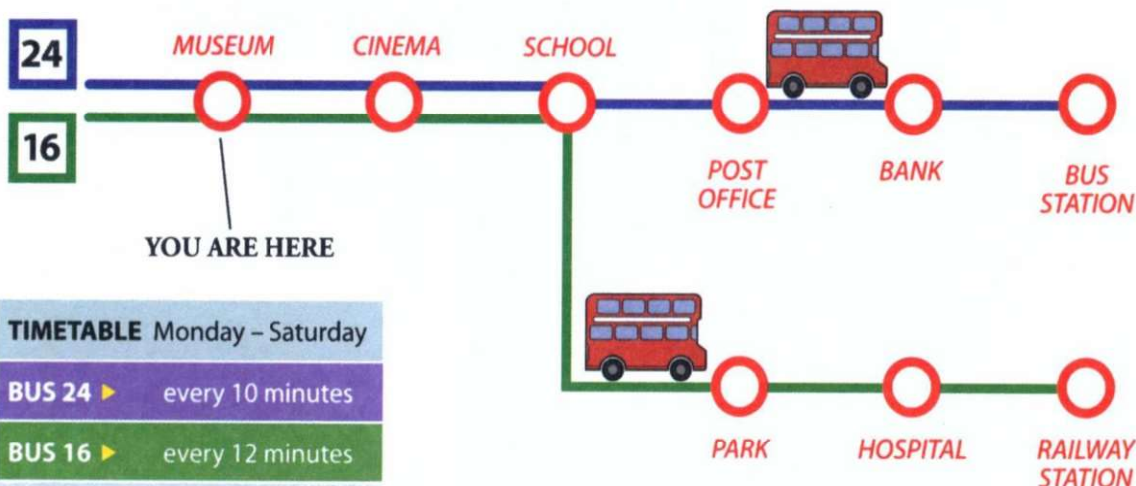 24
MUSEUM
CINEMA
SCHOOL
16
POST
OFFICE
BANK
BUS
STATION
YOU ARE HERE
TIMETABLE Monday – Saturday
BUS 24 ► every 10 minutes
BUS 16 ► every 12 minutes
PARK
HOSPITAL
RAILWAY
STATION